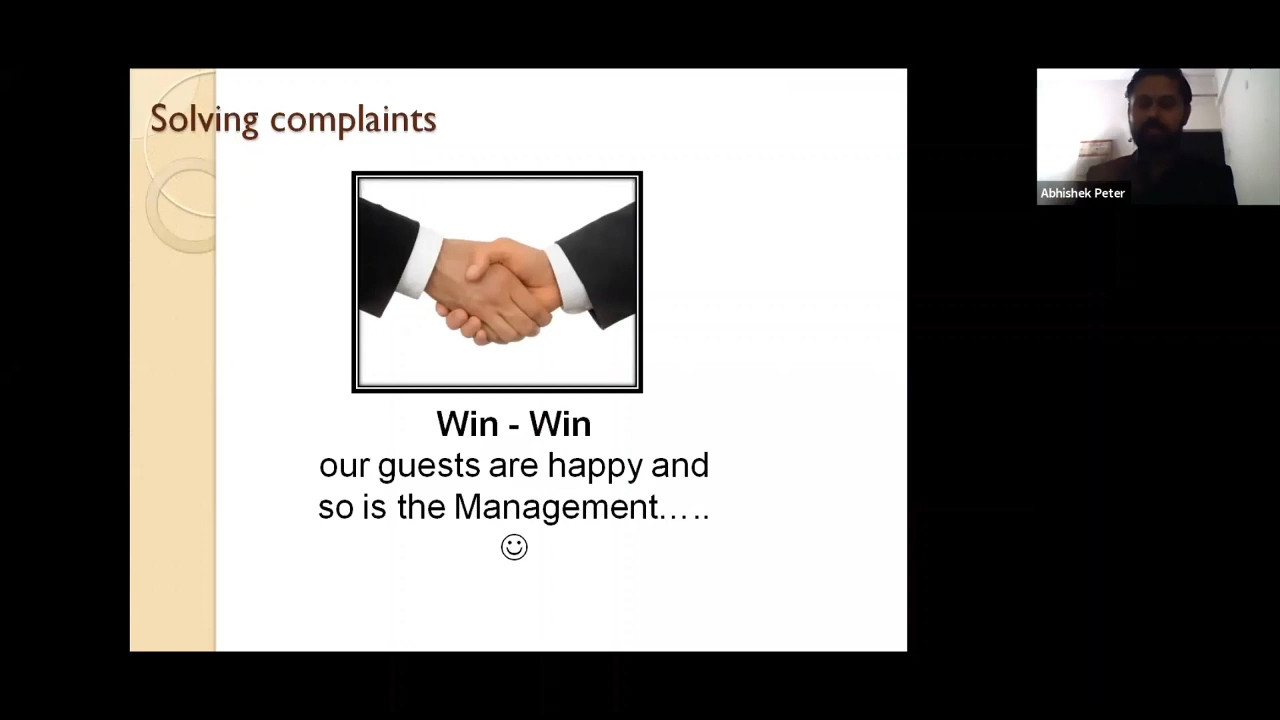 Solving complaints
Abhishek Peter
Win - Win
our guests are happy and
so is the Management.....
☺